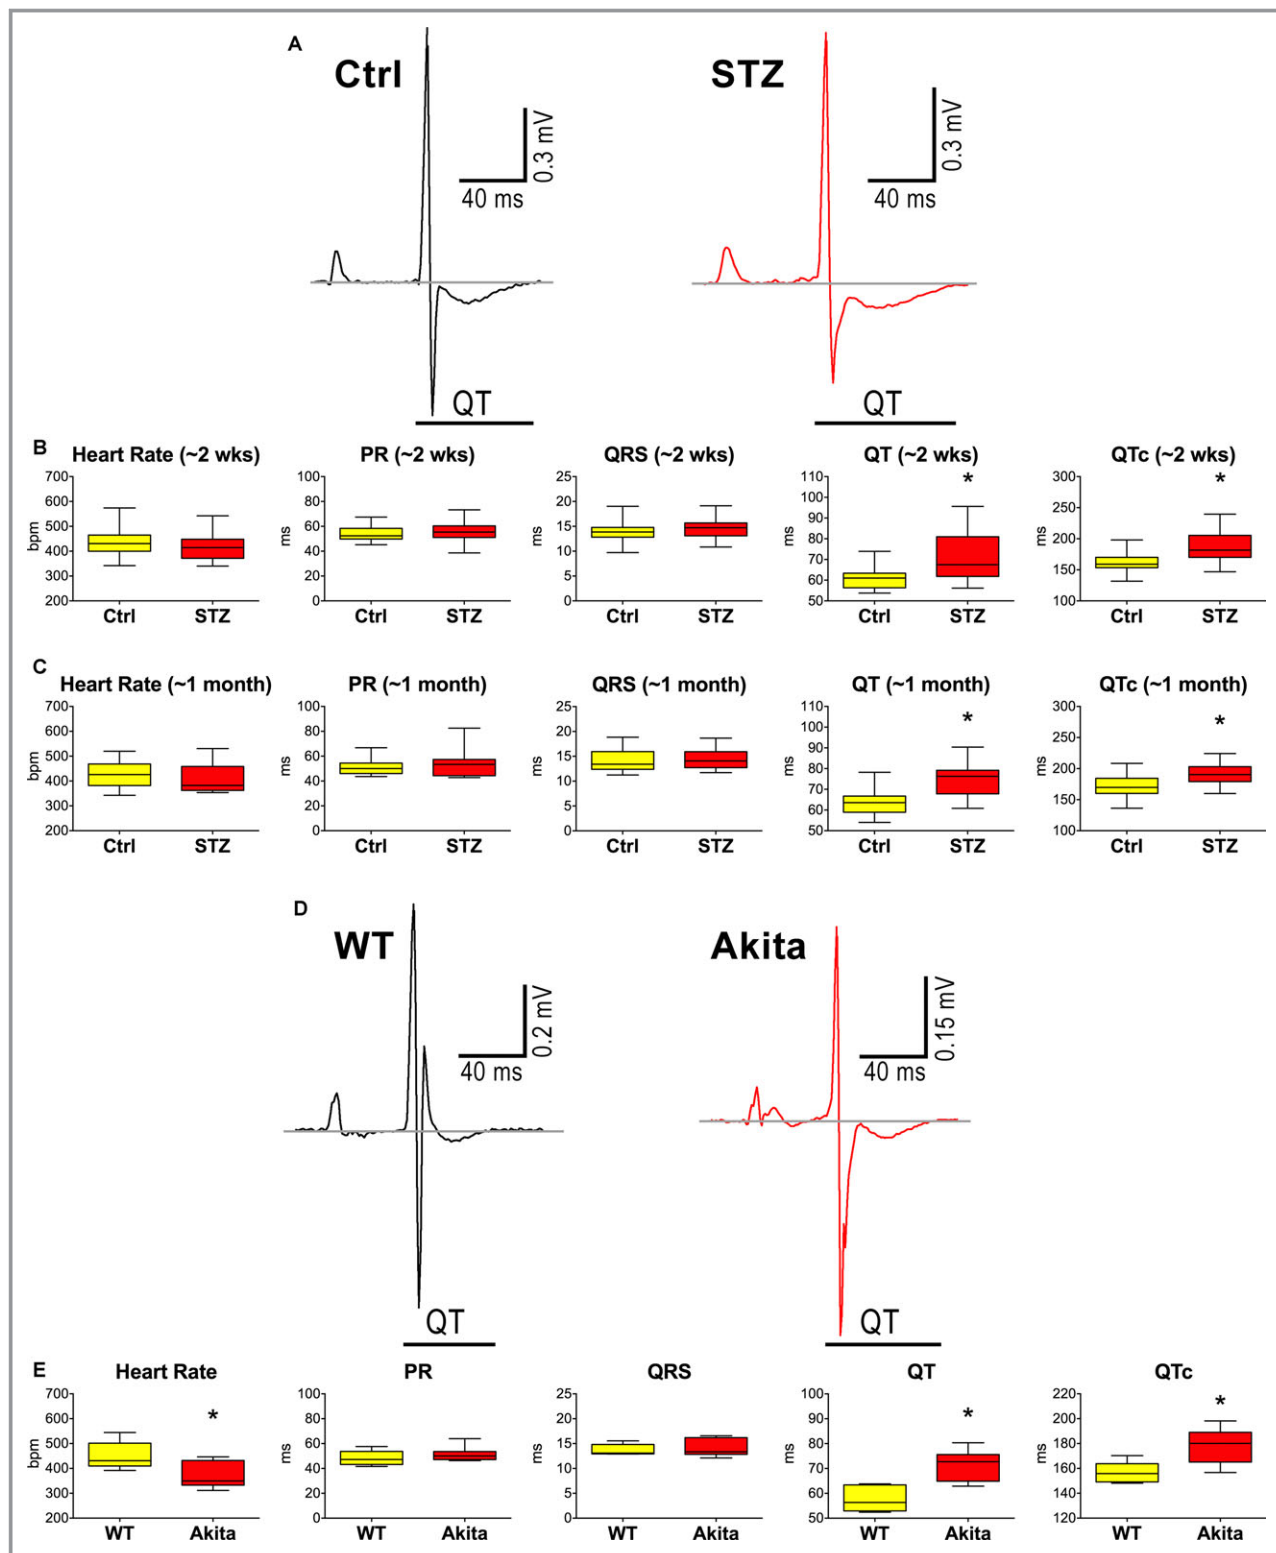 A
Ctrl
STZ
0.3 mV
40 ms
0.3 mV
40 ms
QT
QT
B
Heart Rate (~2 wks)
PR (~2 wks)
QRS (~2 wks)
QT (~2 wks)
QTc (~2 wks)
700
600
500
400
300
200
bpm
Ctrl
STZ
100
80
60
40
20
0
ms
Ctrl
STZ
25
20
15
10
5
0
ms
Ctrl
STZ
110
100
90
80
70
60
50
ms
*
Ctrl
STZ
300
250
200
150
100
ms
*
Ctrl
STZ
C
Heart Rate (~1 month)
PR (~1 month)
QRS (~1 month)
QT (~1 month)
QTc (~1 month)
700
600
500
400
300
200
bpm
Ctrl
STZ
100
80
60
40
20
0
ms
Ctrl
STZ
25
20
15
10
5
0
ms
Ctrl
STZ
110
100
90
80
70
60
50
ms
*
Ctrl
STZ
300
250
200
150
100
ms
*
Ctrl
STZ
D
WT
Akita
0.2 mV
40 ms
0.15 mV
40 ms
QT
QT
E
Heart Rate
PR
QRS
QT
QTc
700
600
500
400
300
200
bpm
*
WT
Akita
100
80
60
40
20
0
ms
WT
Akita
25
20
15
10
5
0
ms
WT
Akita
100
90
80
70
60
50
ms
*
WT
Akita
220
200
180
160
140
120
ms
*
WT
Akita